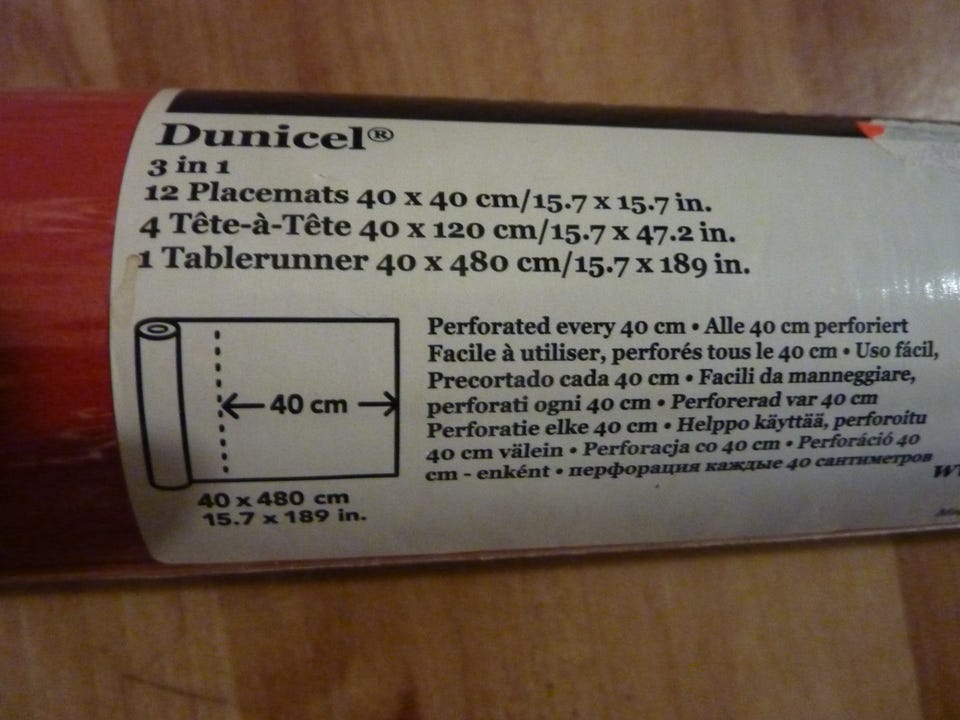 Dunicel®
3 in 1
12 Placemats 40 x 40 cm/15.7 x 15.7 in.
4 Tête-à-Tête 40 x 120 cm/15.7 x 47.2 in.
1 Tablerunner 40 x 480 cm/15.7 x 189 in.
40 cm
40 x 480 cm
15.7 x 189 in.
Perforated every 40 cm • Alle 40 cm perforiert
Facile à utiliser, perforés tous le 40 cm • Uso fácil,
Precortado cada 40 cm • Facili da manneggiare,
perforati ogni 40 cm • Perforerad var 40 cm
Perforatie elke 40 cm • Helppo käyttää, perforoitu
40 cm välein • Perforacja co 40 cm • Perforáció 40
cm - enként • перфорация каждые 40 сантиметров